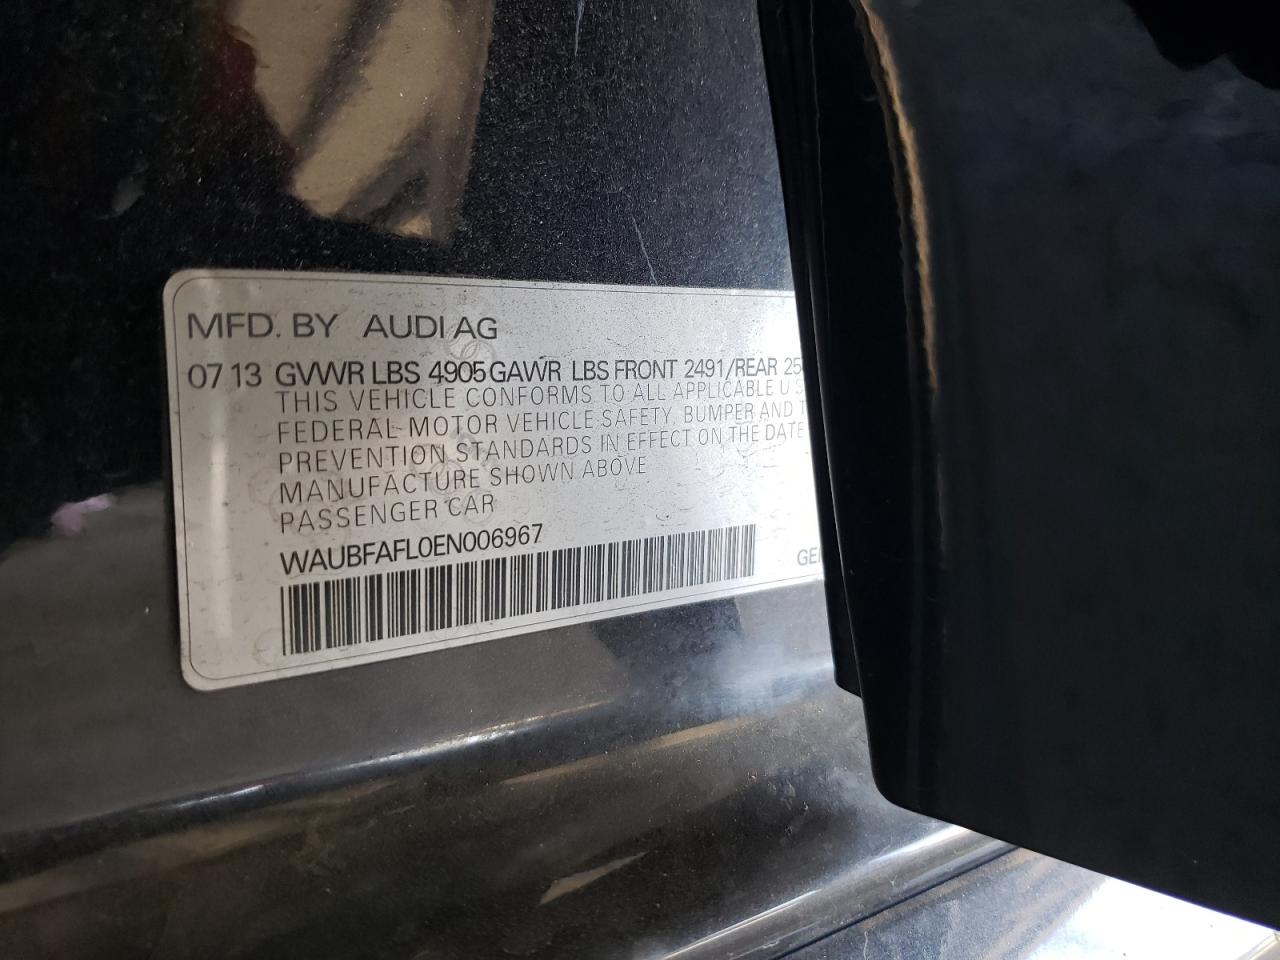 MFD. BY AUDI AG
07 13 GVWR LBS 4905 GAWR LBS FRONT 2491/REAR
THIS VEHICLE CONFORMS TO ALL APPLICABLE U S
FEDERAL MOTOR VEHICLE SAFETY, BUMPER AND
PREVENTION STANDARDS IN EFFECT ON THE DATE
MANUFACTURE SHOWN ABOVE
PASSENGER CAR
WAUBFAFL0EN006967